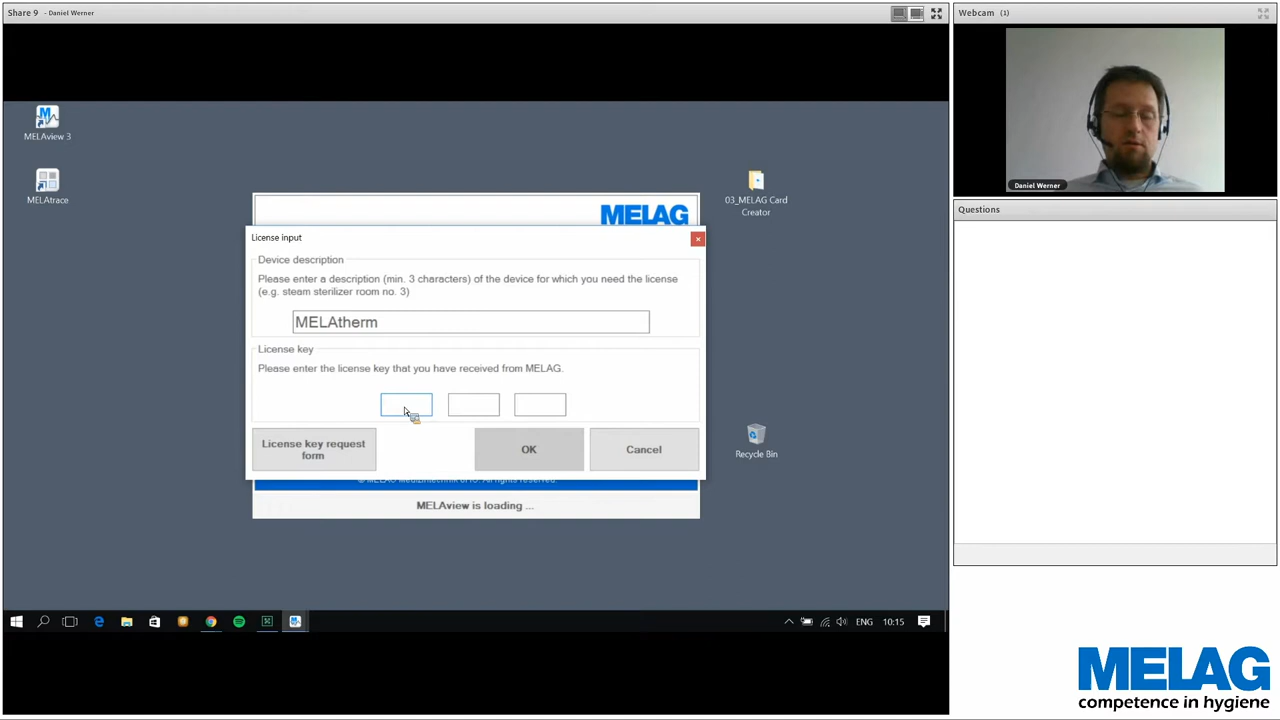 Share 9 - Daniel Werner
Webcam (1)
MELAview 3
MELAtrace
03_MELAG Card
Creator
MELAG
License input
Device description
Please enter a description (min. 3 characters) of the device for which you need the license
(e.g. steam sterilizer room no. 3)
MELAtherm
License key
Please enter the license key that you have received from MELAG.
License key request
form
OK
Cancel
MELAview is loading ...
Recycle Bin
ENG
10:15
Daniel Werner
Questions
MELAG
competence in hygiene